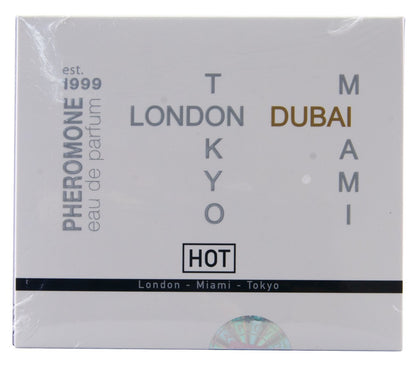 est.
1999
PHEROMONE
eau de parfum
TOKYO
LONDON
DUBAI
MIAMI
HOT
London - Miami - Tokyo